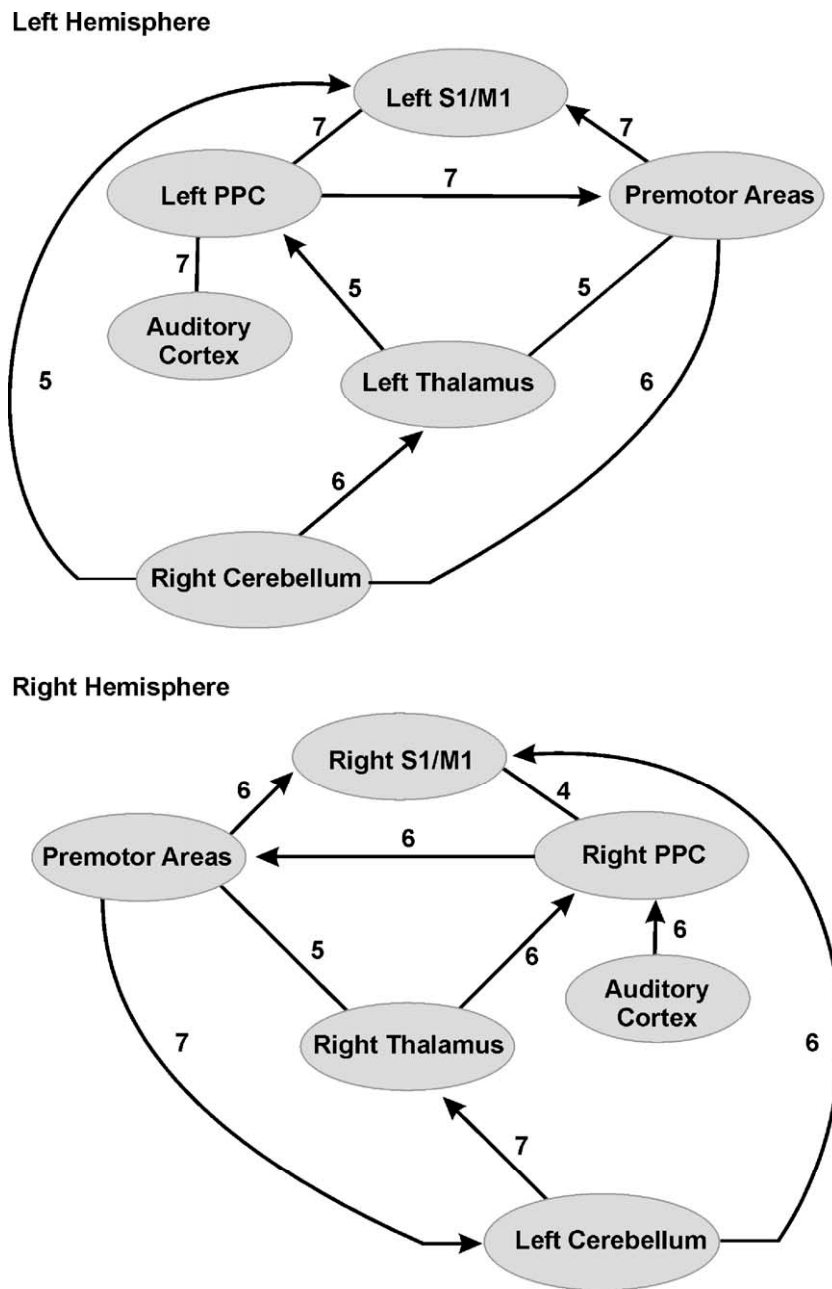 Left Hemisphere
Left S1/M1
7
7
Left PPC
7
Premotor Areas
7
5
5
Auditory
Cortex
Left Thalamus
5
6
6
Right Cerebellum
Right Hemisphere
Right S1/M1
6
4
Premotor Areas
6
Right PPC
5
6
6
Auditory
Cortex
Right Thalamus
7
6
7
Left Cerebellum